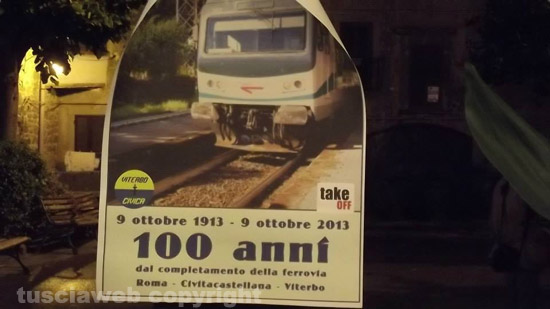 VITERBO
CIVICA
take
OFF
9 ottobre 1913 - 9 ottobre 2013
100 anni
dal completamento della ferrovia
Roma - Civitacastellana - Viterbo
tusciaweb copyright